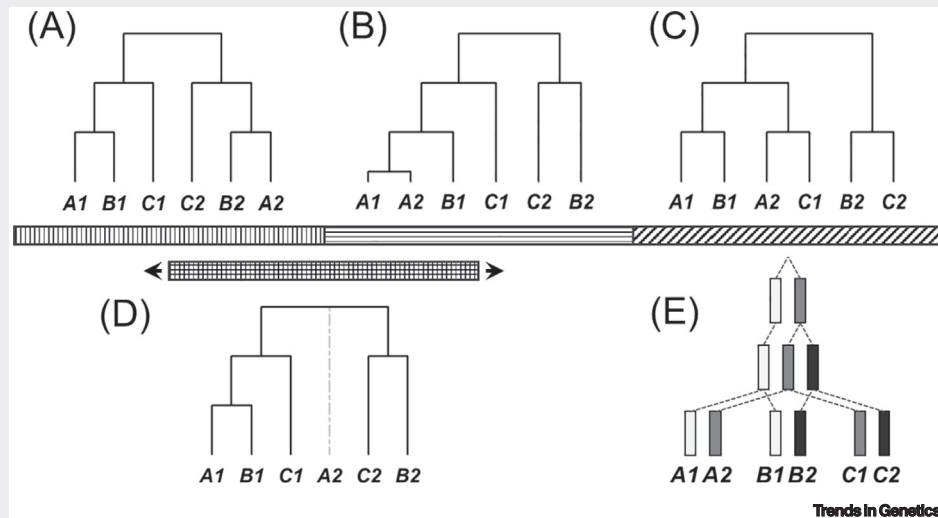 (A) (B) (C)
A1 B1 C1 C2 B2 A2 A1 A2 B1 C1 C2 B2 A1 B1 A2 C1 B2 C2
(D) (E)
A1 B1 C1 A2 C2 B2 A1 A2 B1 B2 C1 C2
Trends in Genetics